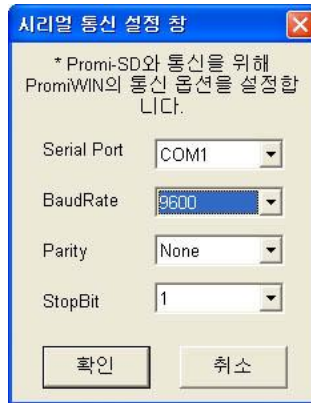 시리얼 통신 설정 창
* Promi-SD와 통신을 위해
PromiWIN의 통신 옵션을 설정합
니다.
Serial Port COM1
BaudRate 9600
Parity None
StopBit 1
확인 취소